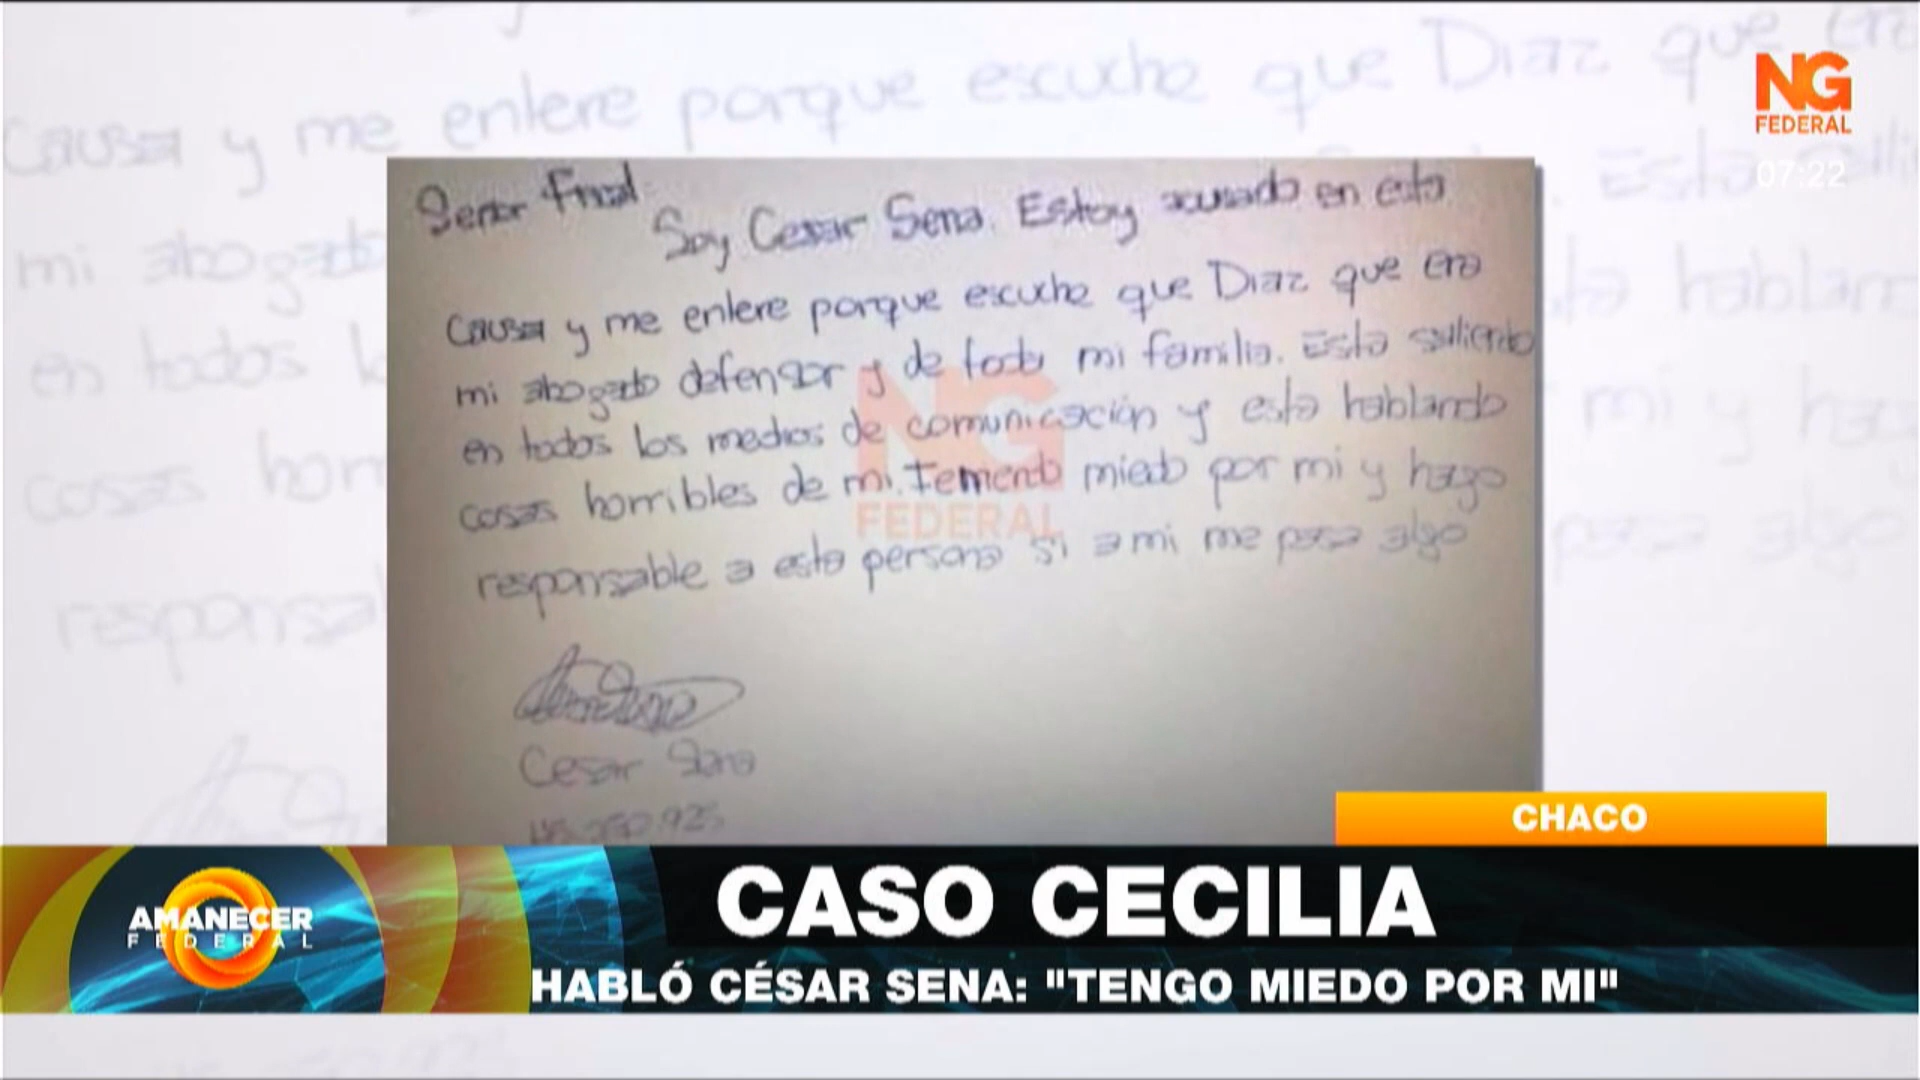 NG
FEDERAL
07:22
Señor Fiscal
Soy Cesar Sena. Estoy acusado en esta
causa y me entere porque escuche que Diaz que era
mi abogado defensor y de todo mi familia. Esta saliendo
en todos los medios de comunicación y esta hablando
cosas horribles de mi. Temendo miedo por mi y hago
responsable a esta persona si a mi me pasa algo
Cesar Sena
CHACO
CASO CECILIA
AMANECER
FEDERAL
HABLÓ CÉSAR SENA: "TENGO MIEDO POR MI"